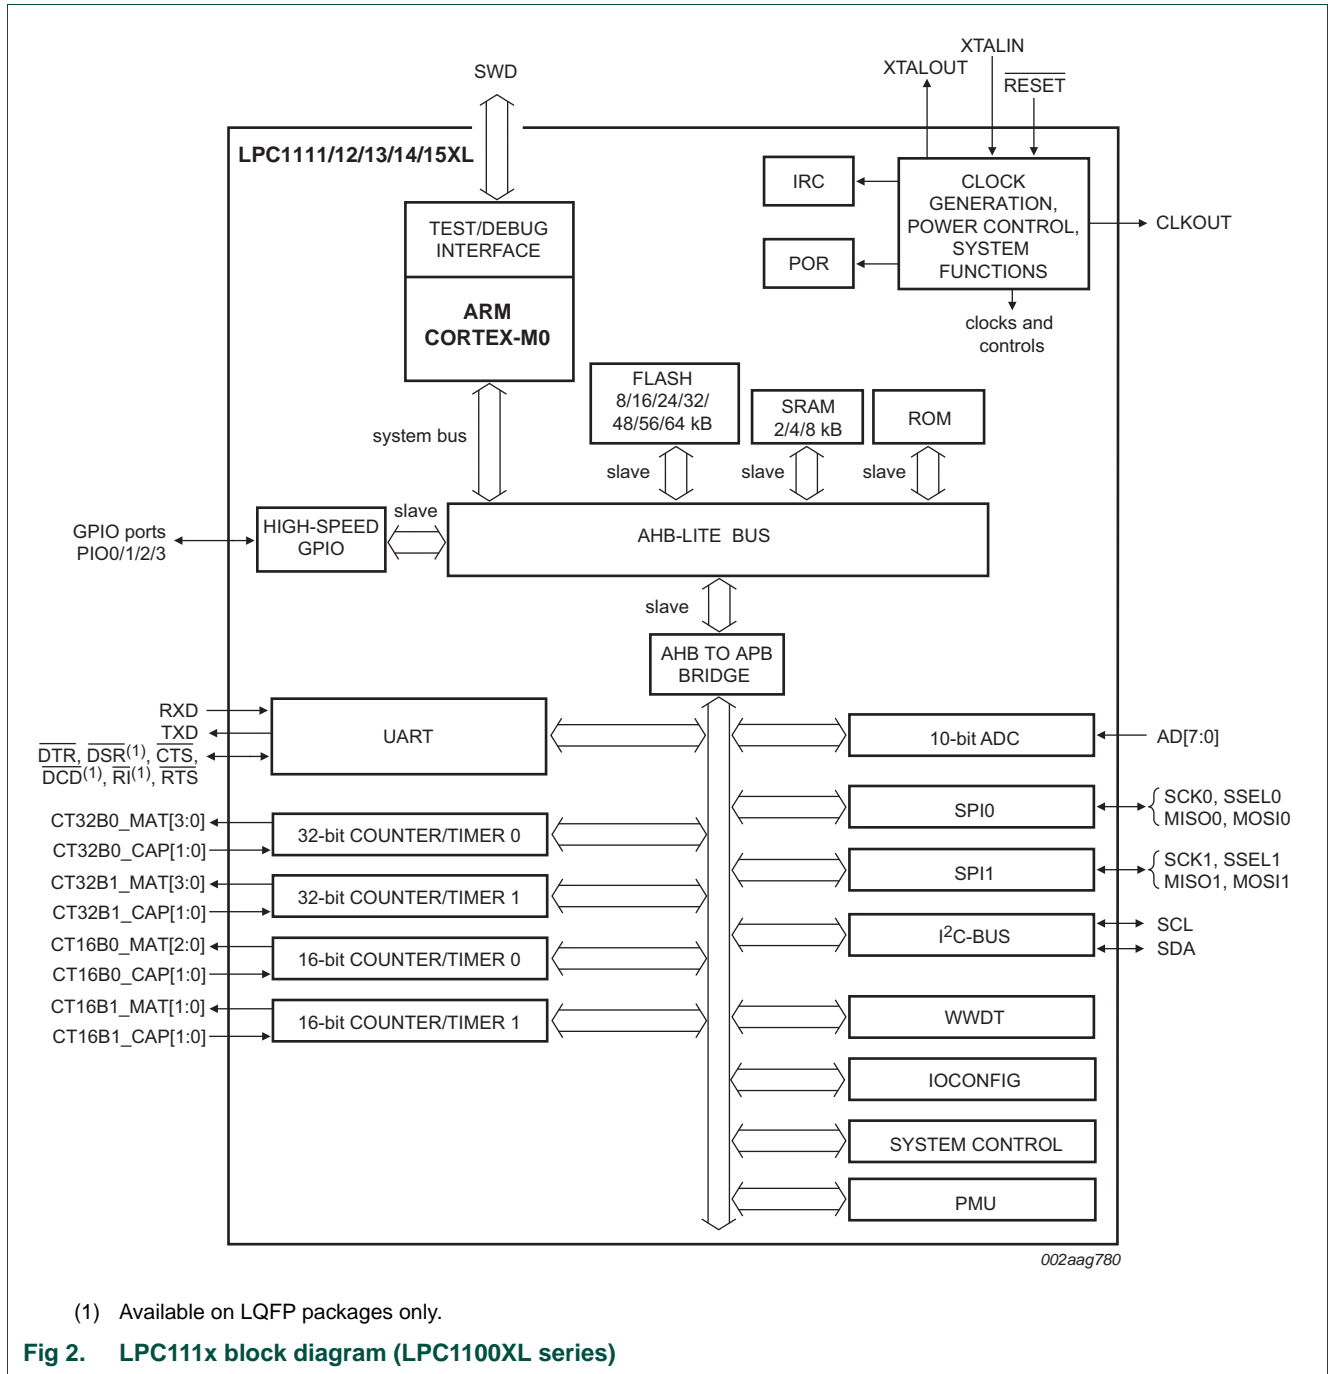 XTALIN
XTALOUT
RESET
SWD
LPC1111/12/13/14/15XL
TEST/DEBUG
INTERFACE
ARM
CORTEX-M0
IRC
POR
CLOCK
GENERATION,
POWER CONTROL,
SYSTEM
FUNCTIONS
CLKOUT
clocks and
controls
system bus
FLASH
8/16/24/32/
48/56/64 kB
SRAM
2/4/8 kB
ROM
slave
slave
slave
GPIO ports
PIO0/1/2/3
HIGH-SPEED
GPIO
slave
AHB-LITE BUS
slave
AHB TO APB
BRIDGE
RXD
TXD
DTR, DSR(1), CTS,
DCD(1), RI(1), RTS
UART
CT32B0_MAT[3:0]
CT32B0_CAP[1:0]
32-bit COUNTER/TIMER 0
CT32B1_MAT[3:0]
CT32B1_CAP[1:0]
32-bit COUNTER/TIMER 1
CT16B0_MAT[2:0]
CT16B0_CAP[1:0]
16-bit COUNTER/TIMER 0
CT16B1_MAT[1:0]
CT16B1_CAP[1:0]
16-bit COUNTER/TIMER 1
10-bit ADC
AD[7:0]
SPI0
SCK0, SSEL0
MISO0, MOSI0
SPI1
SCK1, SSEL1
MISO1, MOSI1
I2C-BUS
SCL
SDA
WWDT
IOCONFIG
SYSTEM CONTROL
PMU
002aag780
(1) Available on LQFP packages only.
Fig 2. LPC111x block diagram (LPC1100XL series)